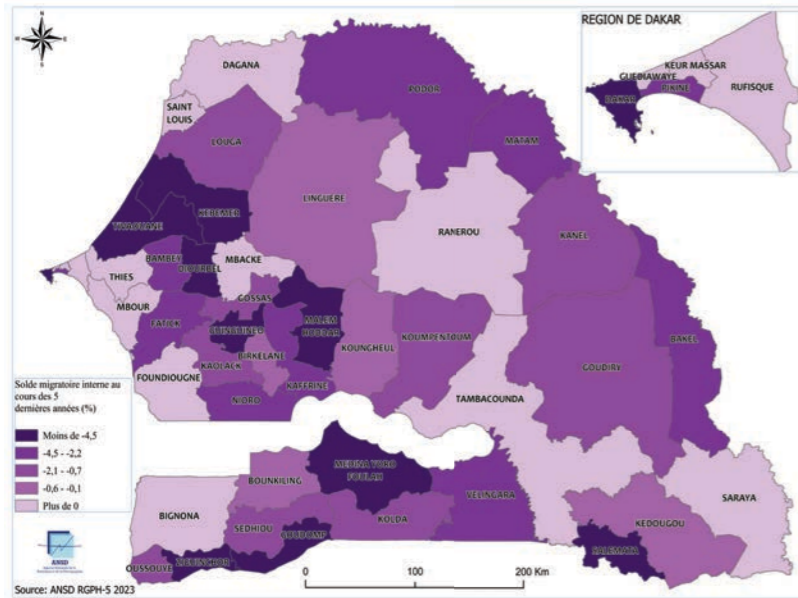 N
REGION DE DAKAR
KEUR MASSAR
GUEDIAWAYE
RUFISQUE
DAKAR
PIKINE
DAGANA
PODOR
SAINT
LOUIS
MATAM
LOUGA
LINGUERE
KEBEMER
TIVAOUANE
RANEROU
KANEL
BAMBEY
DIOURBEL
MBACKE
THIES
MBOUR
GOSSAS
MALEM
HODDAR
FATICK
GUINGUINEO
BIRKELANE
KOUNGHEUL
KOUMPENTOUM
BAKEL
KAOLACK
GOUDIRY
FOUNDIOUGNE
KAFFRINE
NIORO
TAMBACOUNDA
Solde migratoire interne au
cours des 5
dernières années (%)
Moins de -4,5
-4,5 - -2,2
-2,1 - -0,7
-0,6 - -0,1
Plus de 0
MEDINA YORO
FOULAH
BOUNKILING
VELINGARA
SARAYA
BIGNONA
SEDHIOU
KOLDA
KEDOUGOU
GOUDOMP
SALEMATA
OUSSOUYE
ZIGUINCHOR
ANSD
0 100 200 Km
Source: ANSD RGPH-5 2023